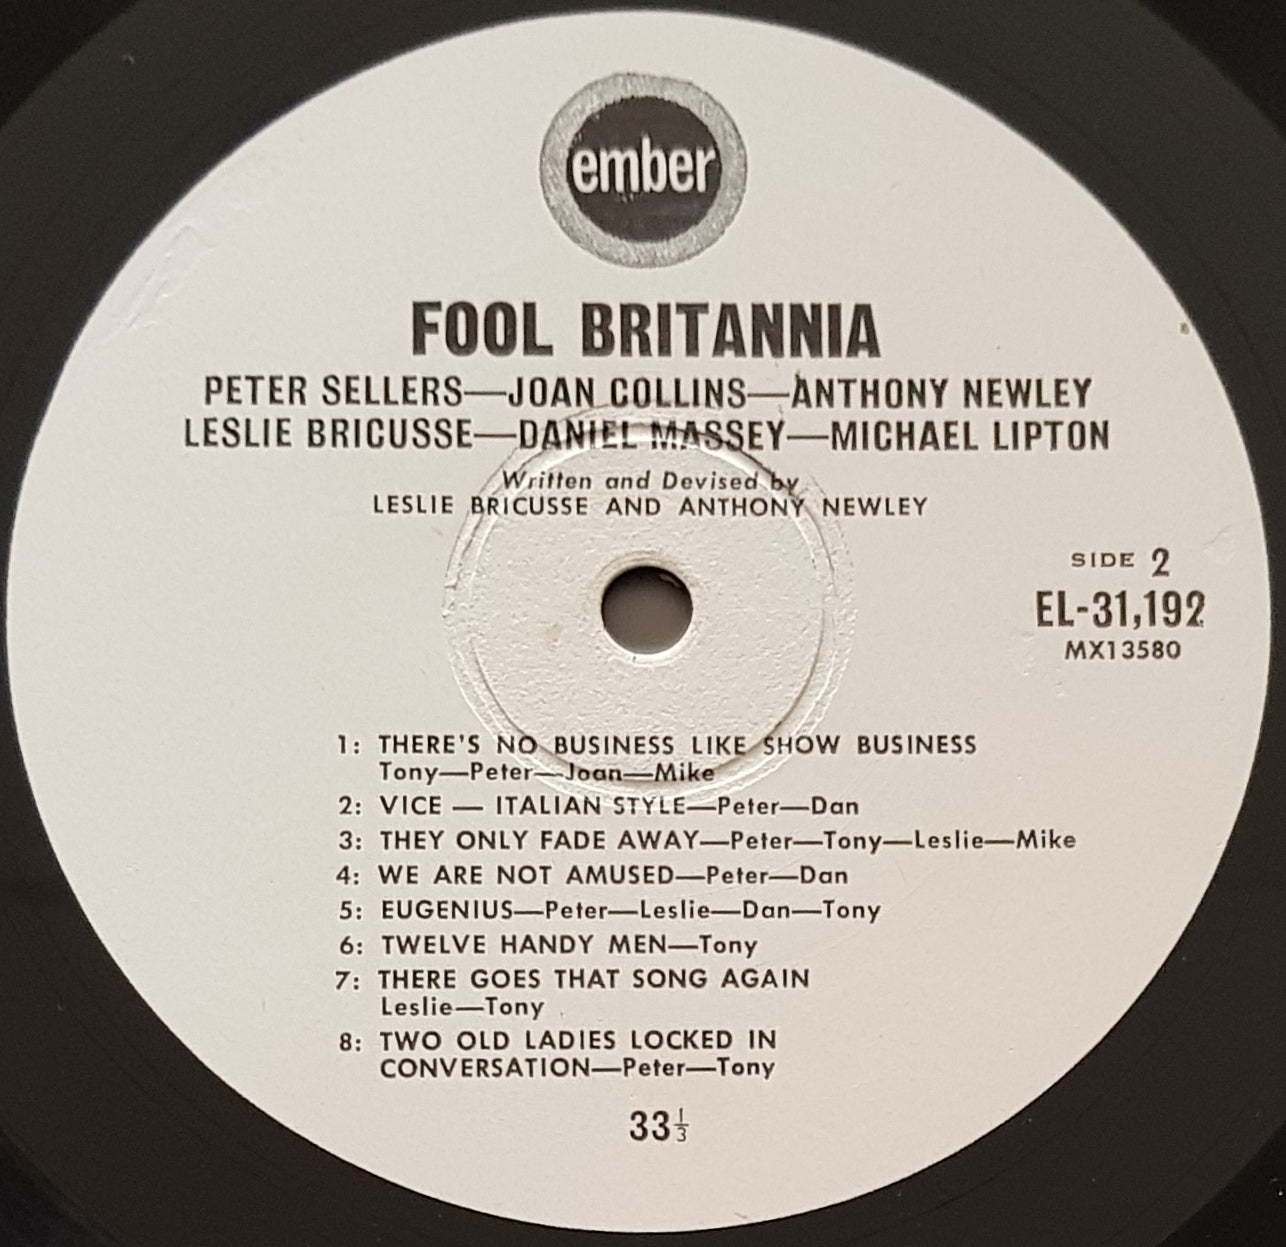 ember
FOOL BRITANNIA
PETER SELLERS—JOAN COLLINS—ANTHONY NEWLEY
LESLIE BRICUSSE—DANIEL MASSEY—MICHAEL LIPTON
Written and Devised by
LESLIE BRICUSSE AND ANTHONY NEWLEY
SIDE 2
EL-31,192
MX13580
1: THERE'S NO BUSINESS LIKE SHOW BUSINESS
Tony—Peter—Joan—Mike
2: VICE — ITALIAN STYLE—Peter—Dan
3: THEY ONLY FADE AWAY—Peter—Tony—Leslie—Mike
4: WE ARE NOT AMUSED—Peter—Dan
5: EUGENIUS—Peter—Leslie—Dan—Tony
6: TWELVE HANDY MEN—Tony
7: THERE GOES THAT SONG AGAIN
Leslie—Tony
8: TWO OLD LADIES LOCKED IN
CONVERSATION—Peter—Tony
33⅓